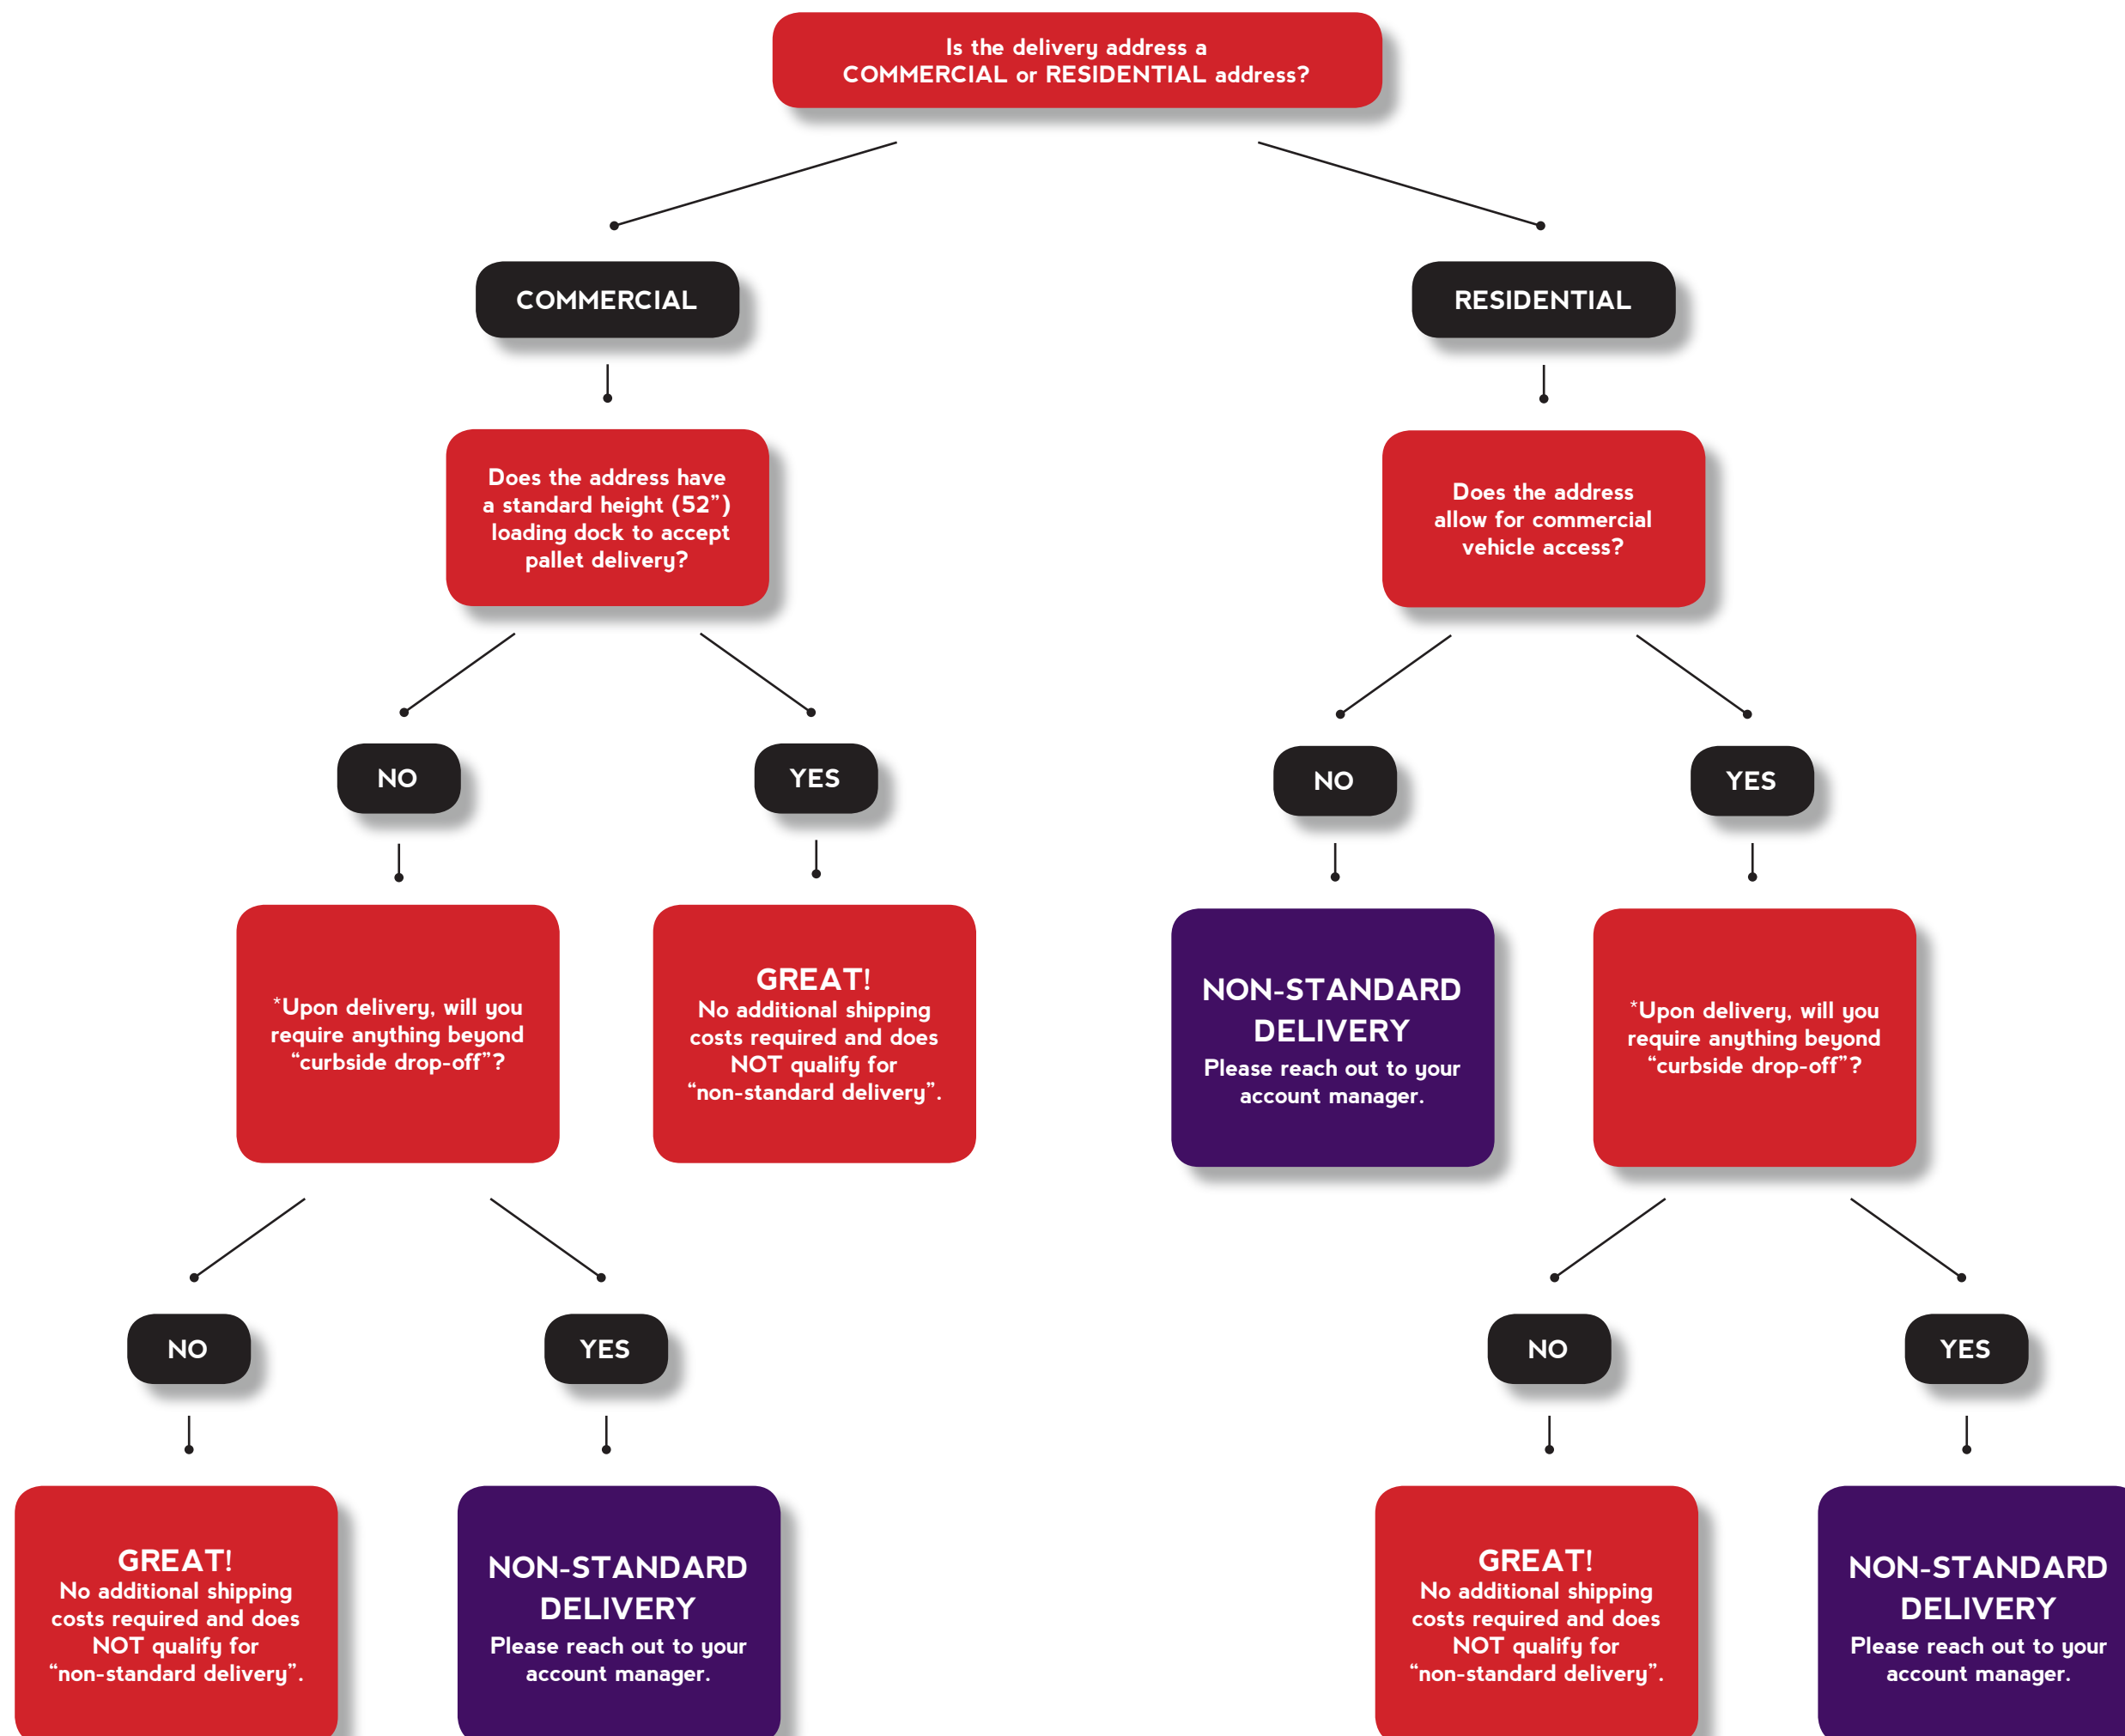 Is the delivery address a
COMMERCIAL or RESIDENTIAL address?
COMMERCIAL
RESIDENTIAL
Does the address have
a standard height (52”)
loading dock to accept
pallet delivery?
Does the address
allow for commercial
vehicle access?
NO
YES
NO
YES
*Upon delivery, will you
require anything beyond
“curbside drop-off”?
GREAT!
No additional shipping
costs required and does
NOT qualify for
“non-standard delivery”.
NON-STANDARD
DELIVERY
Please reach out to your
account manager.
*Upon delivery, will you
require anything beyond
“curbside drop-off”?
NO
YES
NO
YES
GREAT!
No additional shipping
costs required and does
NOT qualify for
“non-standard delivery”.
NON-STANDARD
DELIVERY
Please reach out to your
account manager.
GREAT!
No additional shipping
costs required and does
NOT qualify for
“non-standard delivery”.
NON-STANDARD
DELIVERY
Please reach out to your
account manager.